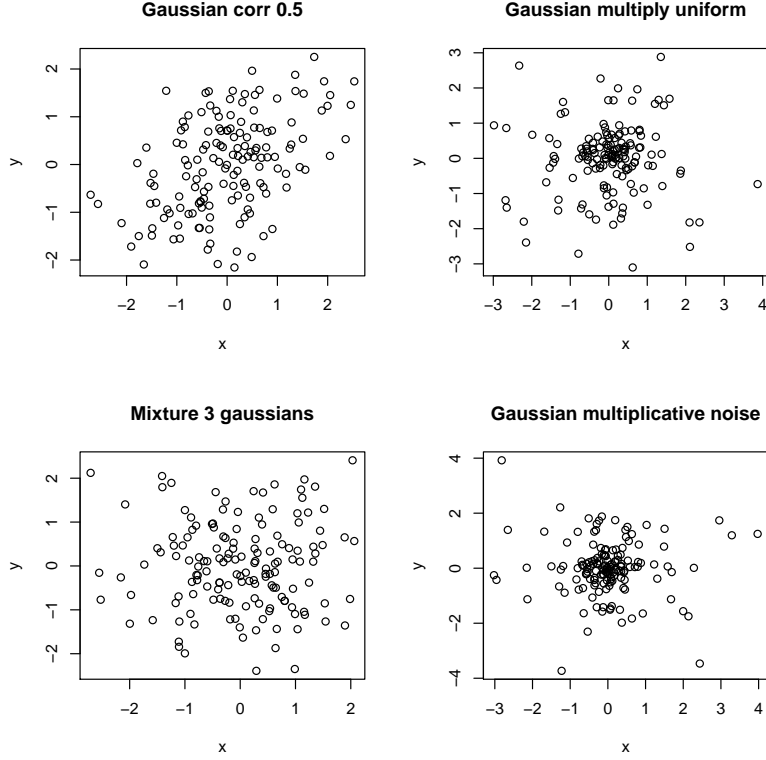 Gaussian corr 0.5
2
1
0
−1
−2
y
−2 −1 0 1 2
x
Gaussian multiply uniform
3
2
1
0
−1
−2
−3
y
−3 −2 −1 0 1 2 3 4
x
Mixture 3 gaussians
2
1
0
−1
−2
y
−2 −1 0 1 2
x
Gaussian multiplicative noise
4
2
0
−2
−4
y
−3 −2 −1 0 1 2 3 4
x